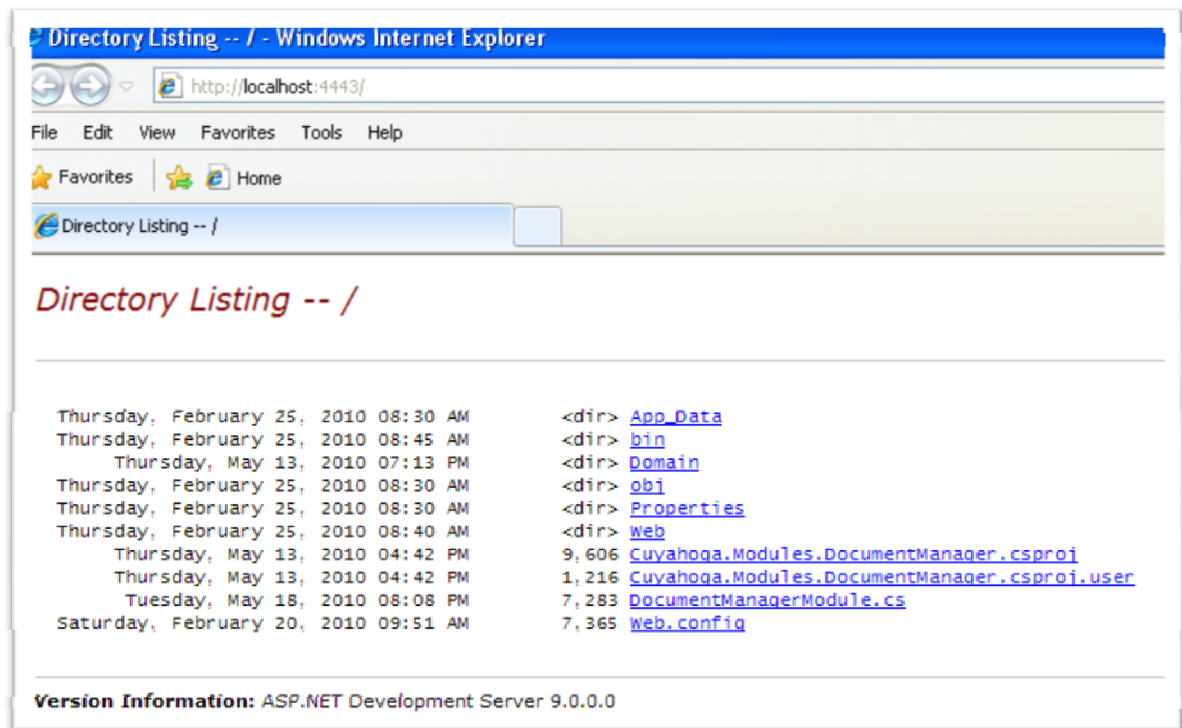 Directory Listing -- / - Windows Internet Explorer
http://localhost:4443/
File Edit View Favorites Tools Help
Favorites Home
Directory Listing -- /
Directory Listing -- /
Thursday, February 25, 2010 08:30 AM <dir> App_Data
Thursday, February 25, 2010 08:45 AM <dir> bin
Thursday, May 13, 2010 07:13 PM <dir> Domain
Thursday, February 25, 2010 08:30 AM <dir> obj
Thursday, February 25, 2010 08:30 AM <dir> Properties
Thursday, February 25, 2010 08:40 AM <dir> Web
Thursday, May 13, 2010 04:42 PM 9,606 Cuyahoga.Modules.DocumentManager.csproj
Thursday, May 13, 2010 04:42 PM 1,216 Cuyahoga.Modules.DocumentManager.csproj.user
Tuesday, May 18, 2010 08:08 PM 7,283 DocumentManagerModule.cs
Saturday, February 20, 2010 09:51 AM 7,365 Web.config
Version Information: ASP.NET Development Server 9.0.0.0